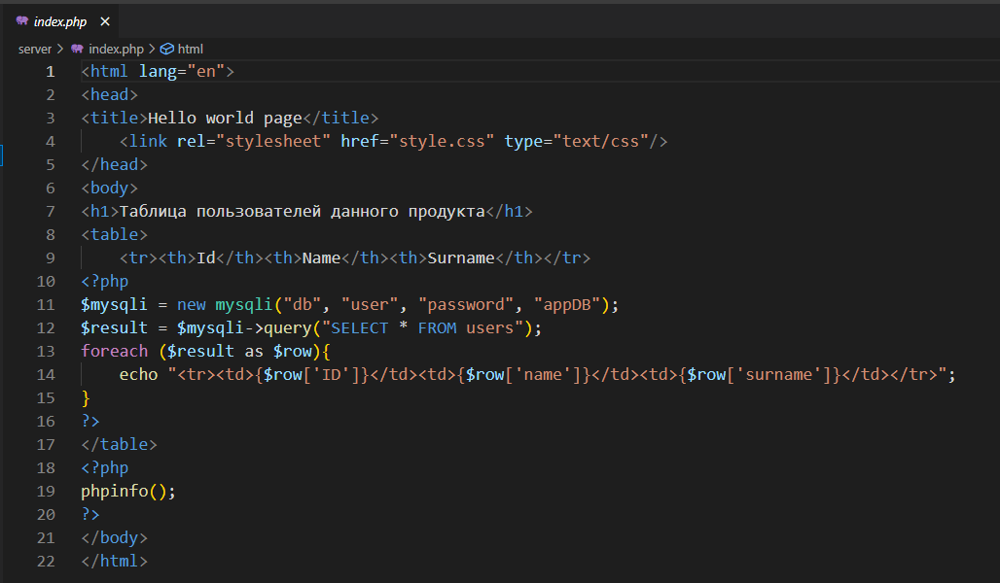 index.php
server > index.php > html
1 <html lang="en">
2 <head>
3 <title>Hello world page</title>
4     <link rel="stylesheet" href="style.css" type="text/css"/>
5 </head>
6 <body>
7 <h1>Таблица пользователей данного продукта</h1>
8 <table>
9     <tr><th>Id</th><th>Name</th><th>Surname</th></tr>
10 <?php
11 $mysqli = new mysqli("db", "user", "password", "appDB");
12 $result = $mysqli->query("SELECT * FROM users");
13 foreach ($result as $row){
14     echo "<tr><td>{$row['ID']}</td><td>{$row['name']}</td><td>{$row['surname']}</td></tr>";
15 }
16 ?>
17 </table>
18 <?php
19 phpinfo();
20 ?>
21 </body>
22 </html>